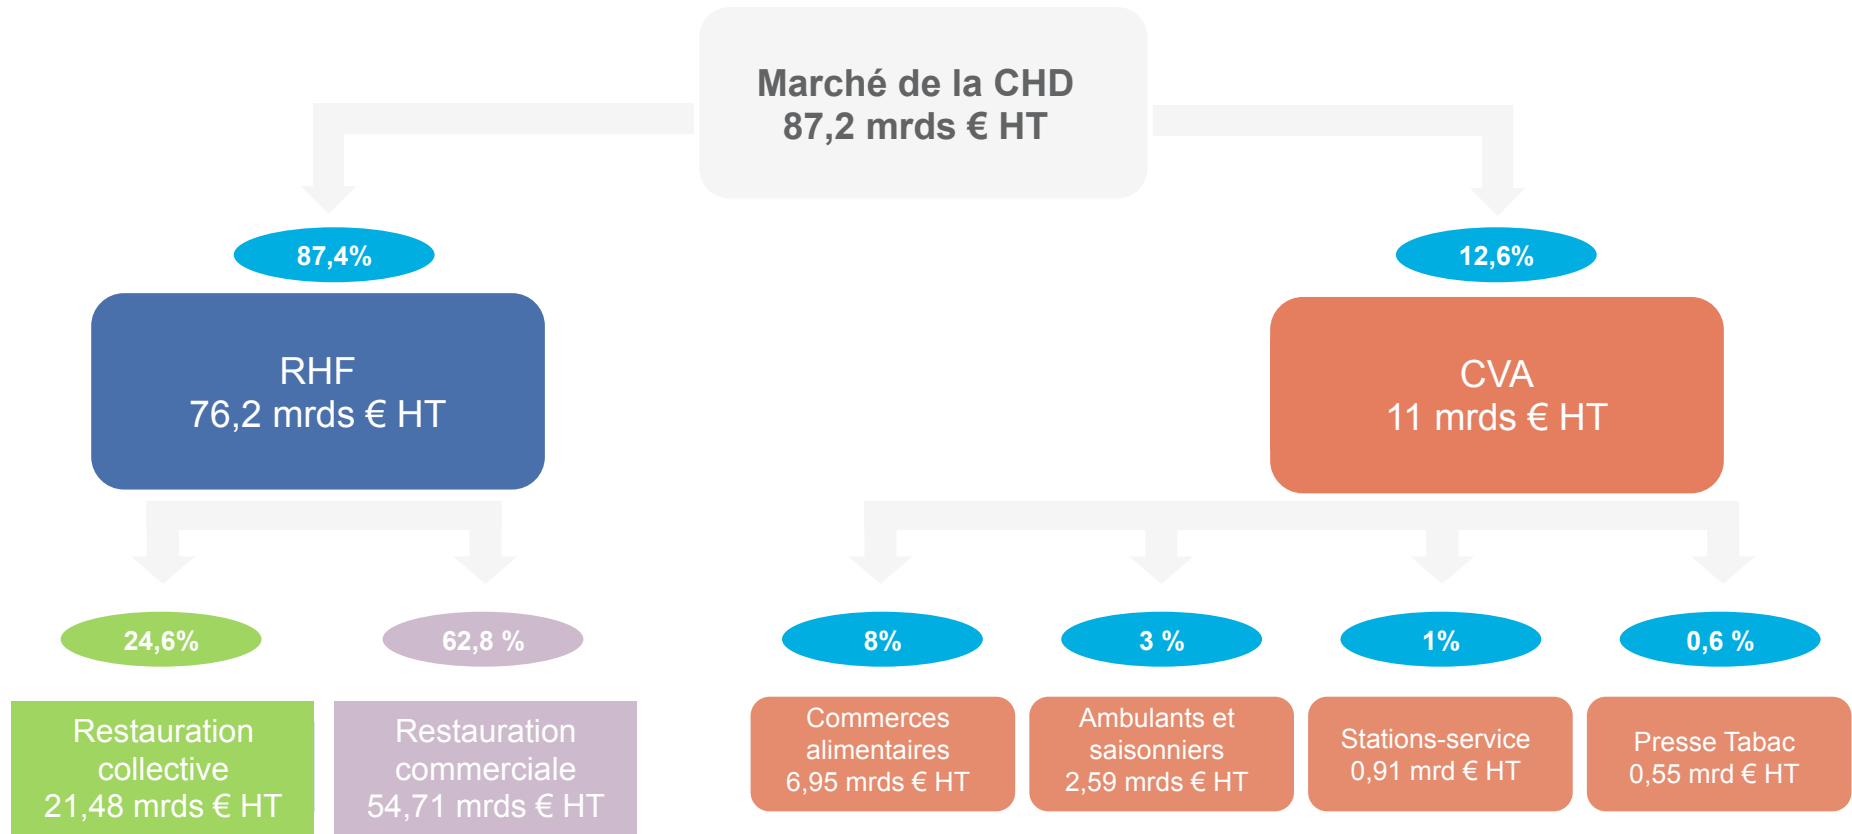 Marché de la CHD
87,2 mrds € HT
87,4%
12,6%
RHF
76,2 mrds € HT
CVA
11 mrds € HT
24,6%
62,8 %
8%
3 %
1%
0,6 %
Restauration
collective
21,48 mrds € HT
Restauration
commerciale
54,71 mrds € HT
Commerces
alimentaires
6,95 mrds € HT
Ambulants et
saisonniers
2,59 mrds € HT
Stations-service
0,91 mrd € HT
Presse Tabac
0,55 mrd € HT